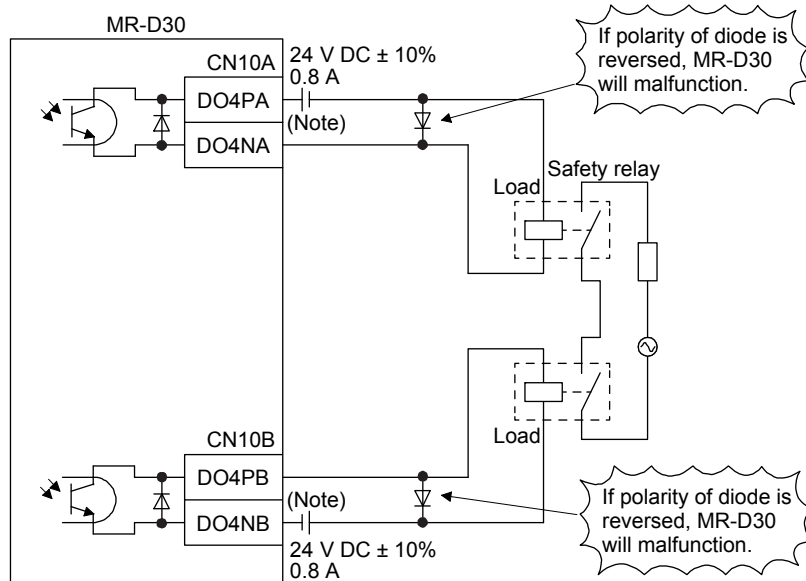 MR-D30
CN10A
24 V DC ± 10%
0.8 A
DO4PA
(Note)
DO4NA
If polarity of diode is
reversed, MR-D30
will malfunction.
Safety relay
Load
Load
CN10B
DO4PB
(Note)
DO4NB
24 V DC ± 10%
0.8 A
If polarity of diode is
reversed, MR-D30
will malfunction.